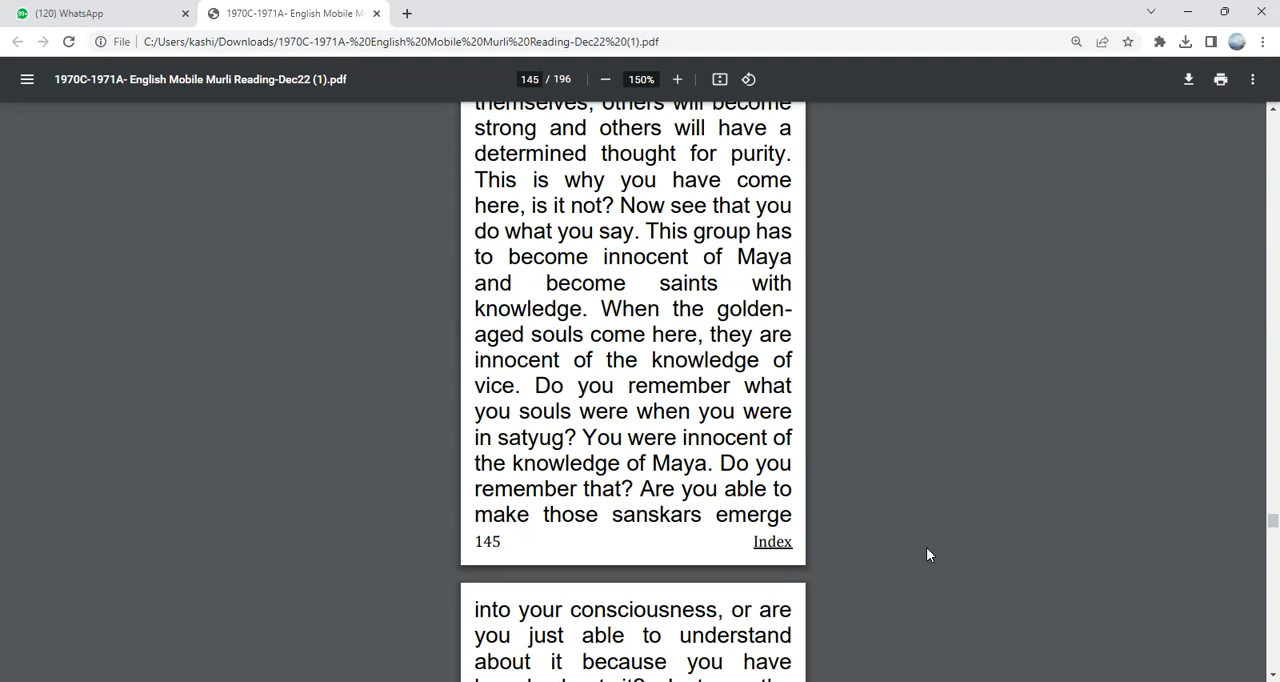 (120) WhatsApp
1970C-1971A- English Mobile M
File
C:/Users/kashi/Downloads/1970C-1971A-%20English%20Mobile%20Murli%20Reading-Dec22%20(1).pdf
1970C-1971A- English Mobile Murli Reading-Dec22 (1).pdf
145 / 196
150%
themselves, others will become
strong and others will have a
determined thought for purity.
This is why you have come
here, is it not? Now see that you
do what you say. This group has
to become innocent of Maya
and become saints with
knowledge. When the golden-
aged souls come here, they are
innocent of the knowledge of
vice. Do you remember what
you souls were when you were
in satyug? You were innocent of
the knowledge of Maya. Do you
remember that? Are you able to
make those sanskars emerge
145 Index
into your consciousness, or are
you just able to understand
about it because you have